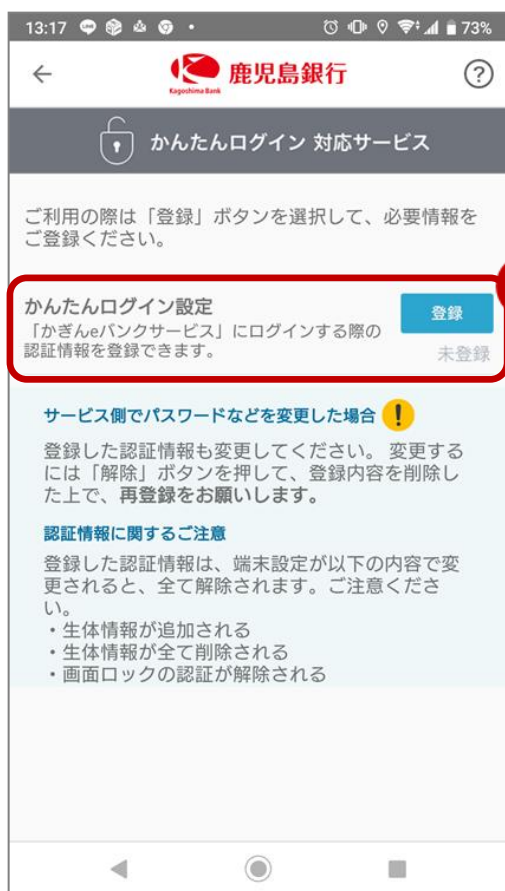 13:17 73%
鹿児島銀行
Kagoshima Bank
かんたんログイン 対応サービス
ご利用の際は「登録」ボタンを選択して、必要情報を
ご登録ください。
かんたんログイン設定
「かぎんeバンクサービス」にログインする際の
認証情報を登録できます。
登録
未登録
サービス側でパスワードなどを変更した場合
登録した認証情報も変更してください。 変更する
には「解除」ボタンを押して、登録内容を削除し
た上で、再登録をお願いします。
認証情報に関するご注意
登録した認証情報は、端末設定が以下の内容で変
更されると、全て解除されます。ご注意くださ
い。
・生体情報が追加される
・生体情報が全て削除される
・画面ロックの認証が解除される